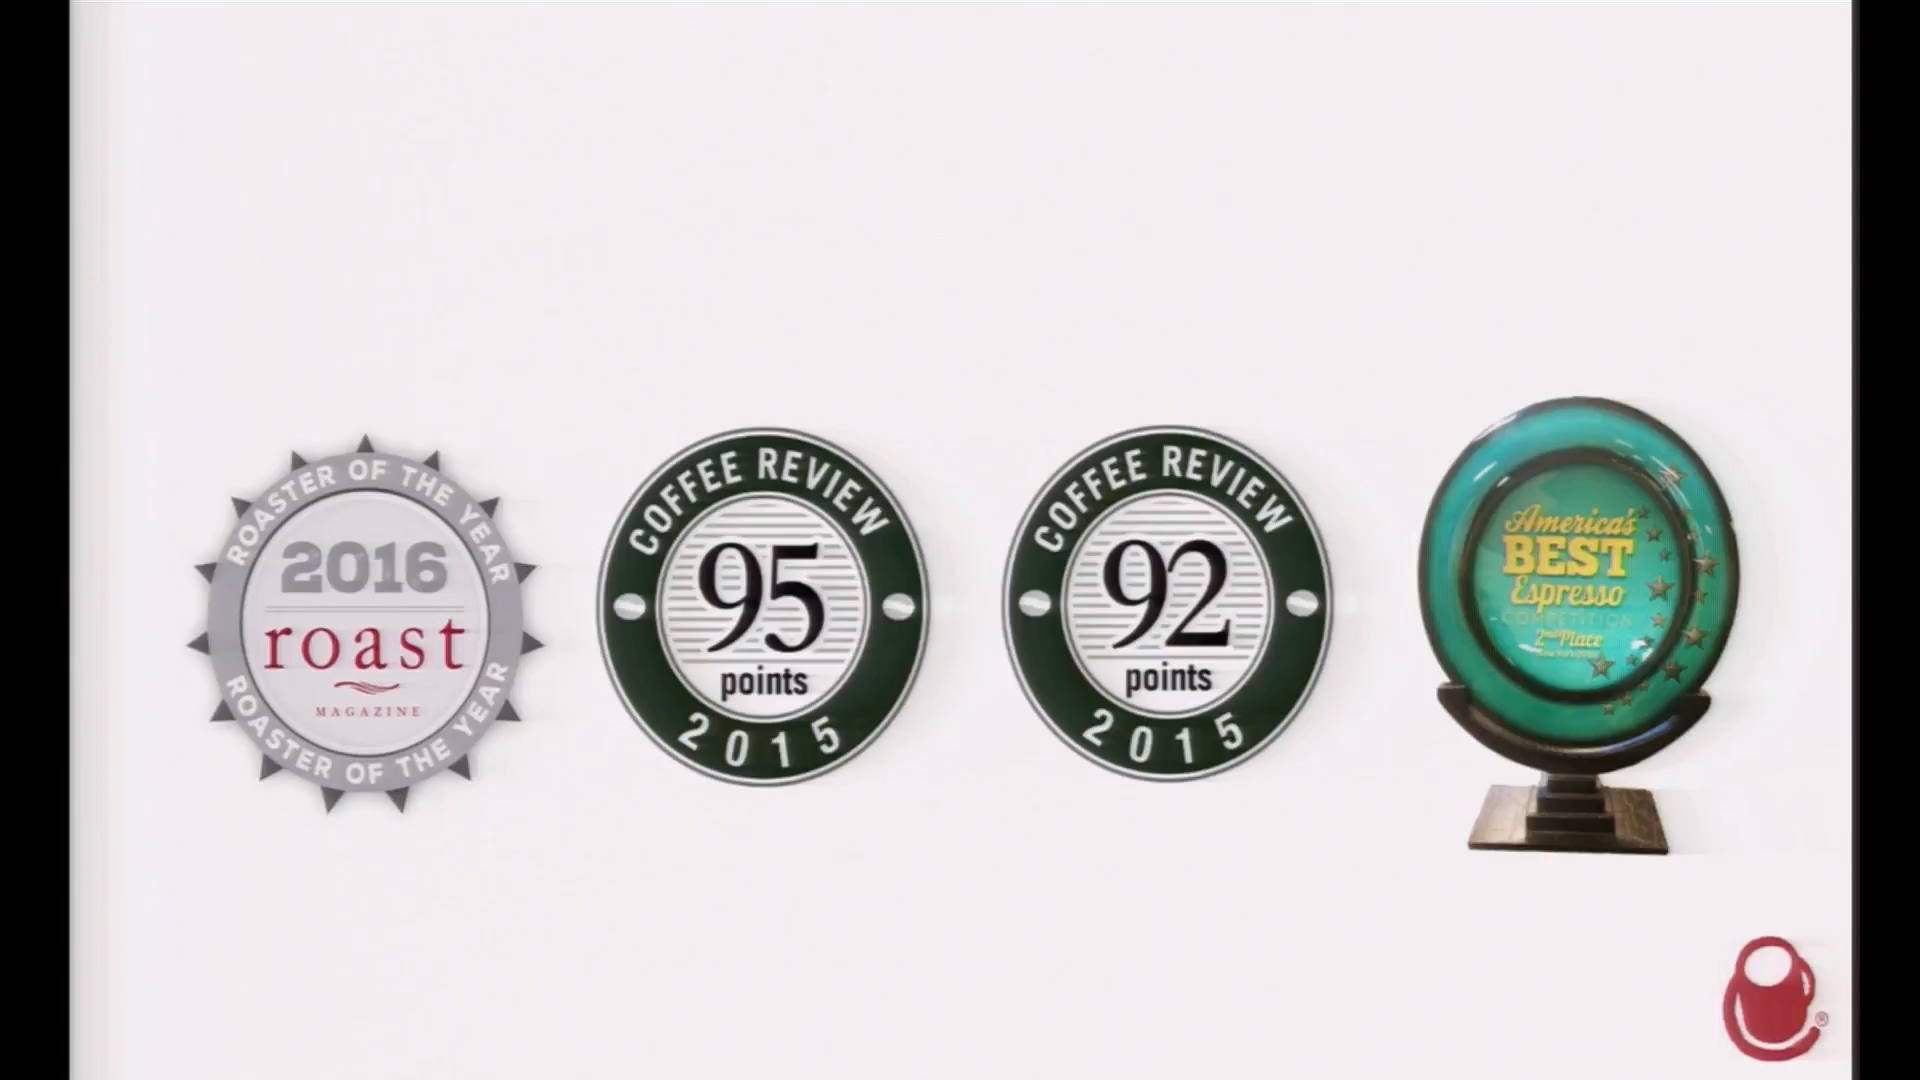 ROASTER OF THE YEAR
2016
roast
MAGAZINE
ROASTER OF THE YEAR
COFFEE REVIEW
95
points
2015
COFFEE REVIEW
92
points
2015
America's
BEST
Espresso
COMPETITION
2nd Place
®